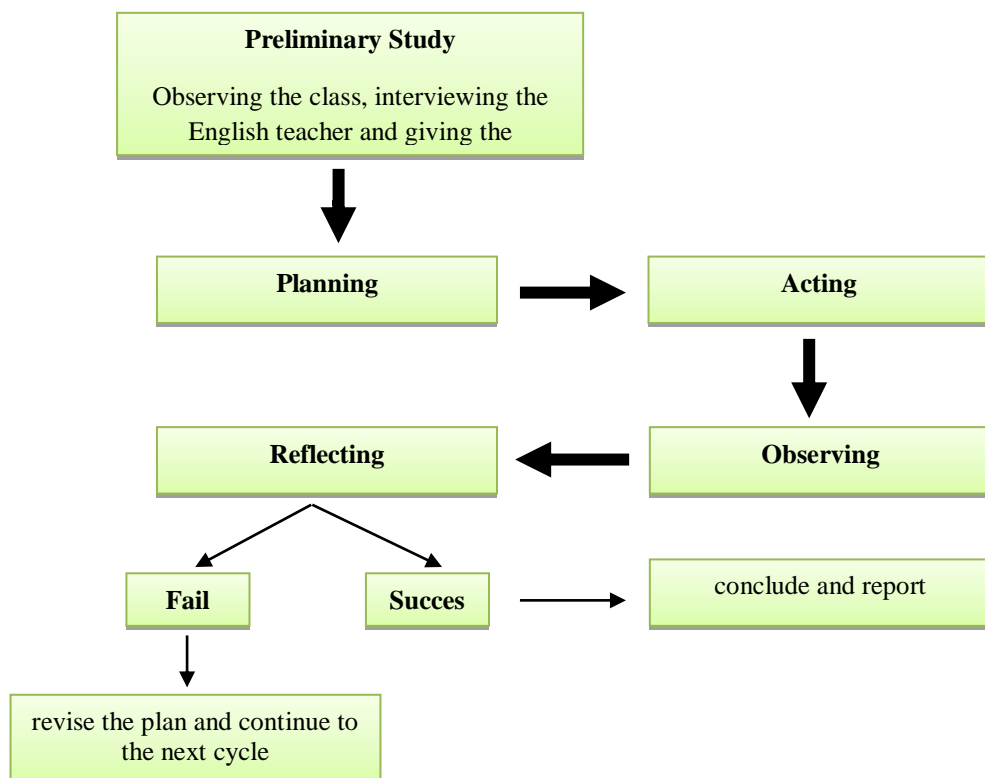 Preliminary Study
Observing the class, interviewing the
English teacher and giving the
Planning
Acting
Reflecting
Observing
Fail
Succes
conclude and report
revise the plan and continue to
the next cycle